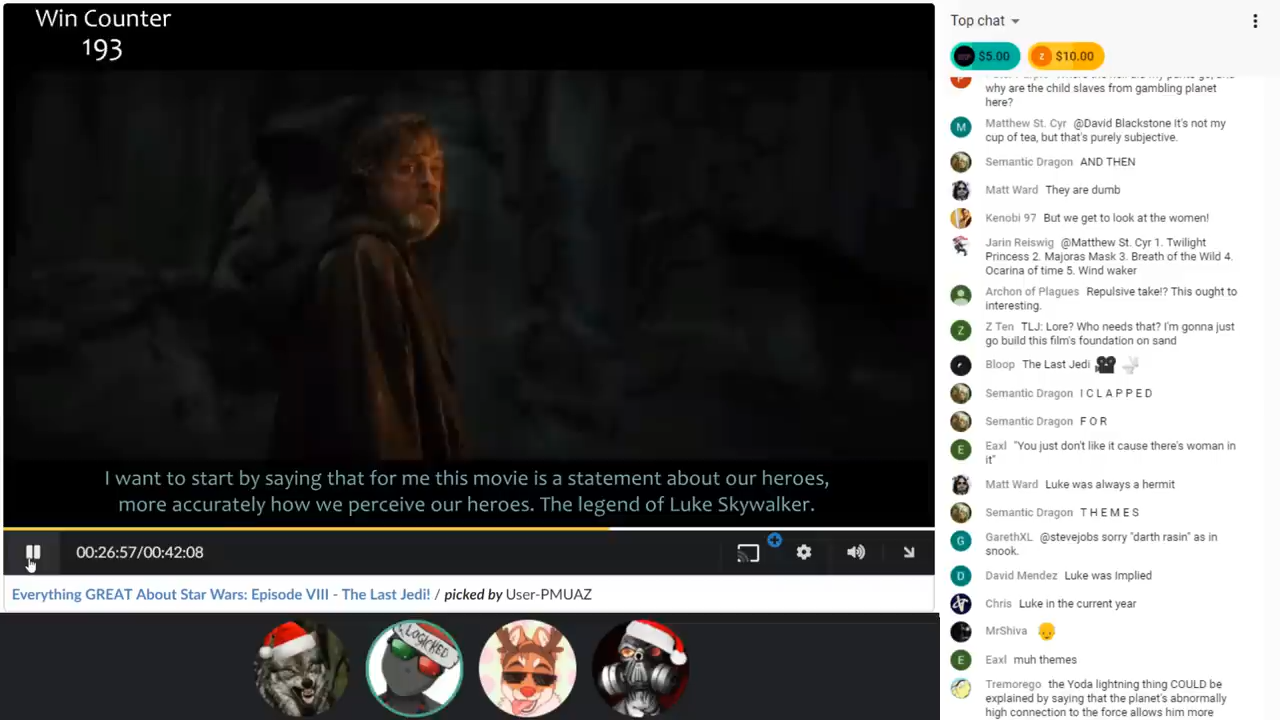 Win Counter
193
I want to start by saying that for me this movie is a statement about our heroes,
more accurately how we perceive our heroes. The legend of Luke Skywalker.
00:26:57/00:42:08
Everything GREAT About Star Wars: Episode VIII - The Last Jedi! / picked by User-PMUAZ
LOGICKED
Top chat
$5.00
Z $10.00
why are the child slaves from gambling planet
here?
M Matthew St. Cyr @David Blackstone It's not my
cup of tea, but that's purely subjective.
Semantic Dragon AND THEN
Matt Ward They are dumb
Kenobi 97 But we get to look at the women!
Jarin Reiswig @Matthew St. Cyr 1. Twilight
Princess 2. Majoras Mask 3. Breath of the Wild 4.
Ocarina of time 5. Wind waker
Archon of Plagues Repulsive take!? This ought to
interesting.
Z Z Ten TLJ: Lore? Who needs that? I'm gonna just
go build this film's foundation on sand
Bloop The Last Jedi 🎥 🚽
Semantic Dragon I C L A P P E D
Semantic Dragon F O R
E Eaxl "You just don't like it cause there's woman in
it"
Matt Ward Luke was always a hermit
Semantic Dragon T H E M E S
G GarethXL @stevejobs sorry "darth rasin" as in
snook.
D David Mendez Luke was Implied
Chris Luke in the current year
MrShiva 👴
E Eaxl muh themes
Tremorego the Yoda lightning thing COULD be
explained by saying that the planet's abnormally
high connection to the force allows him more